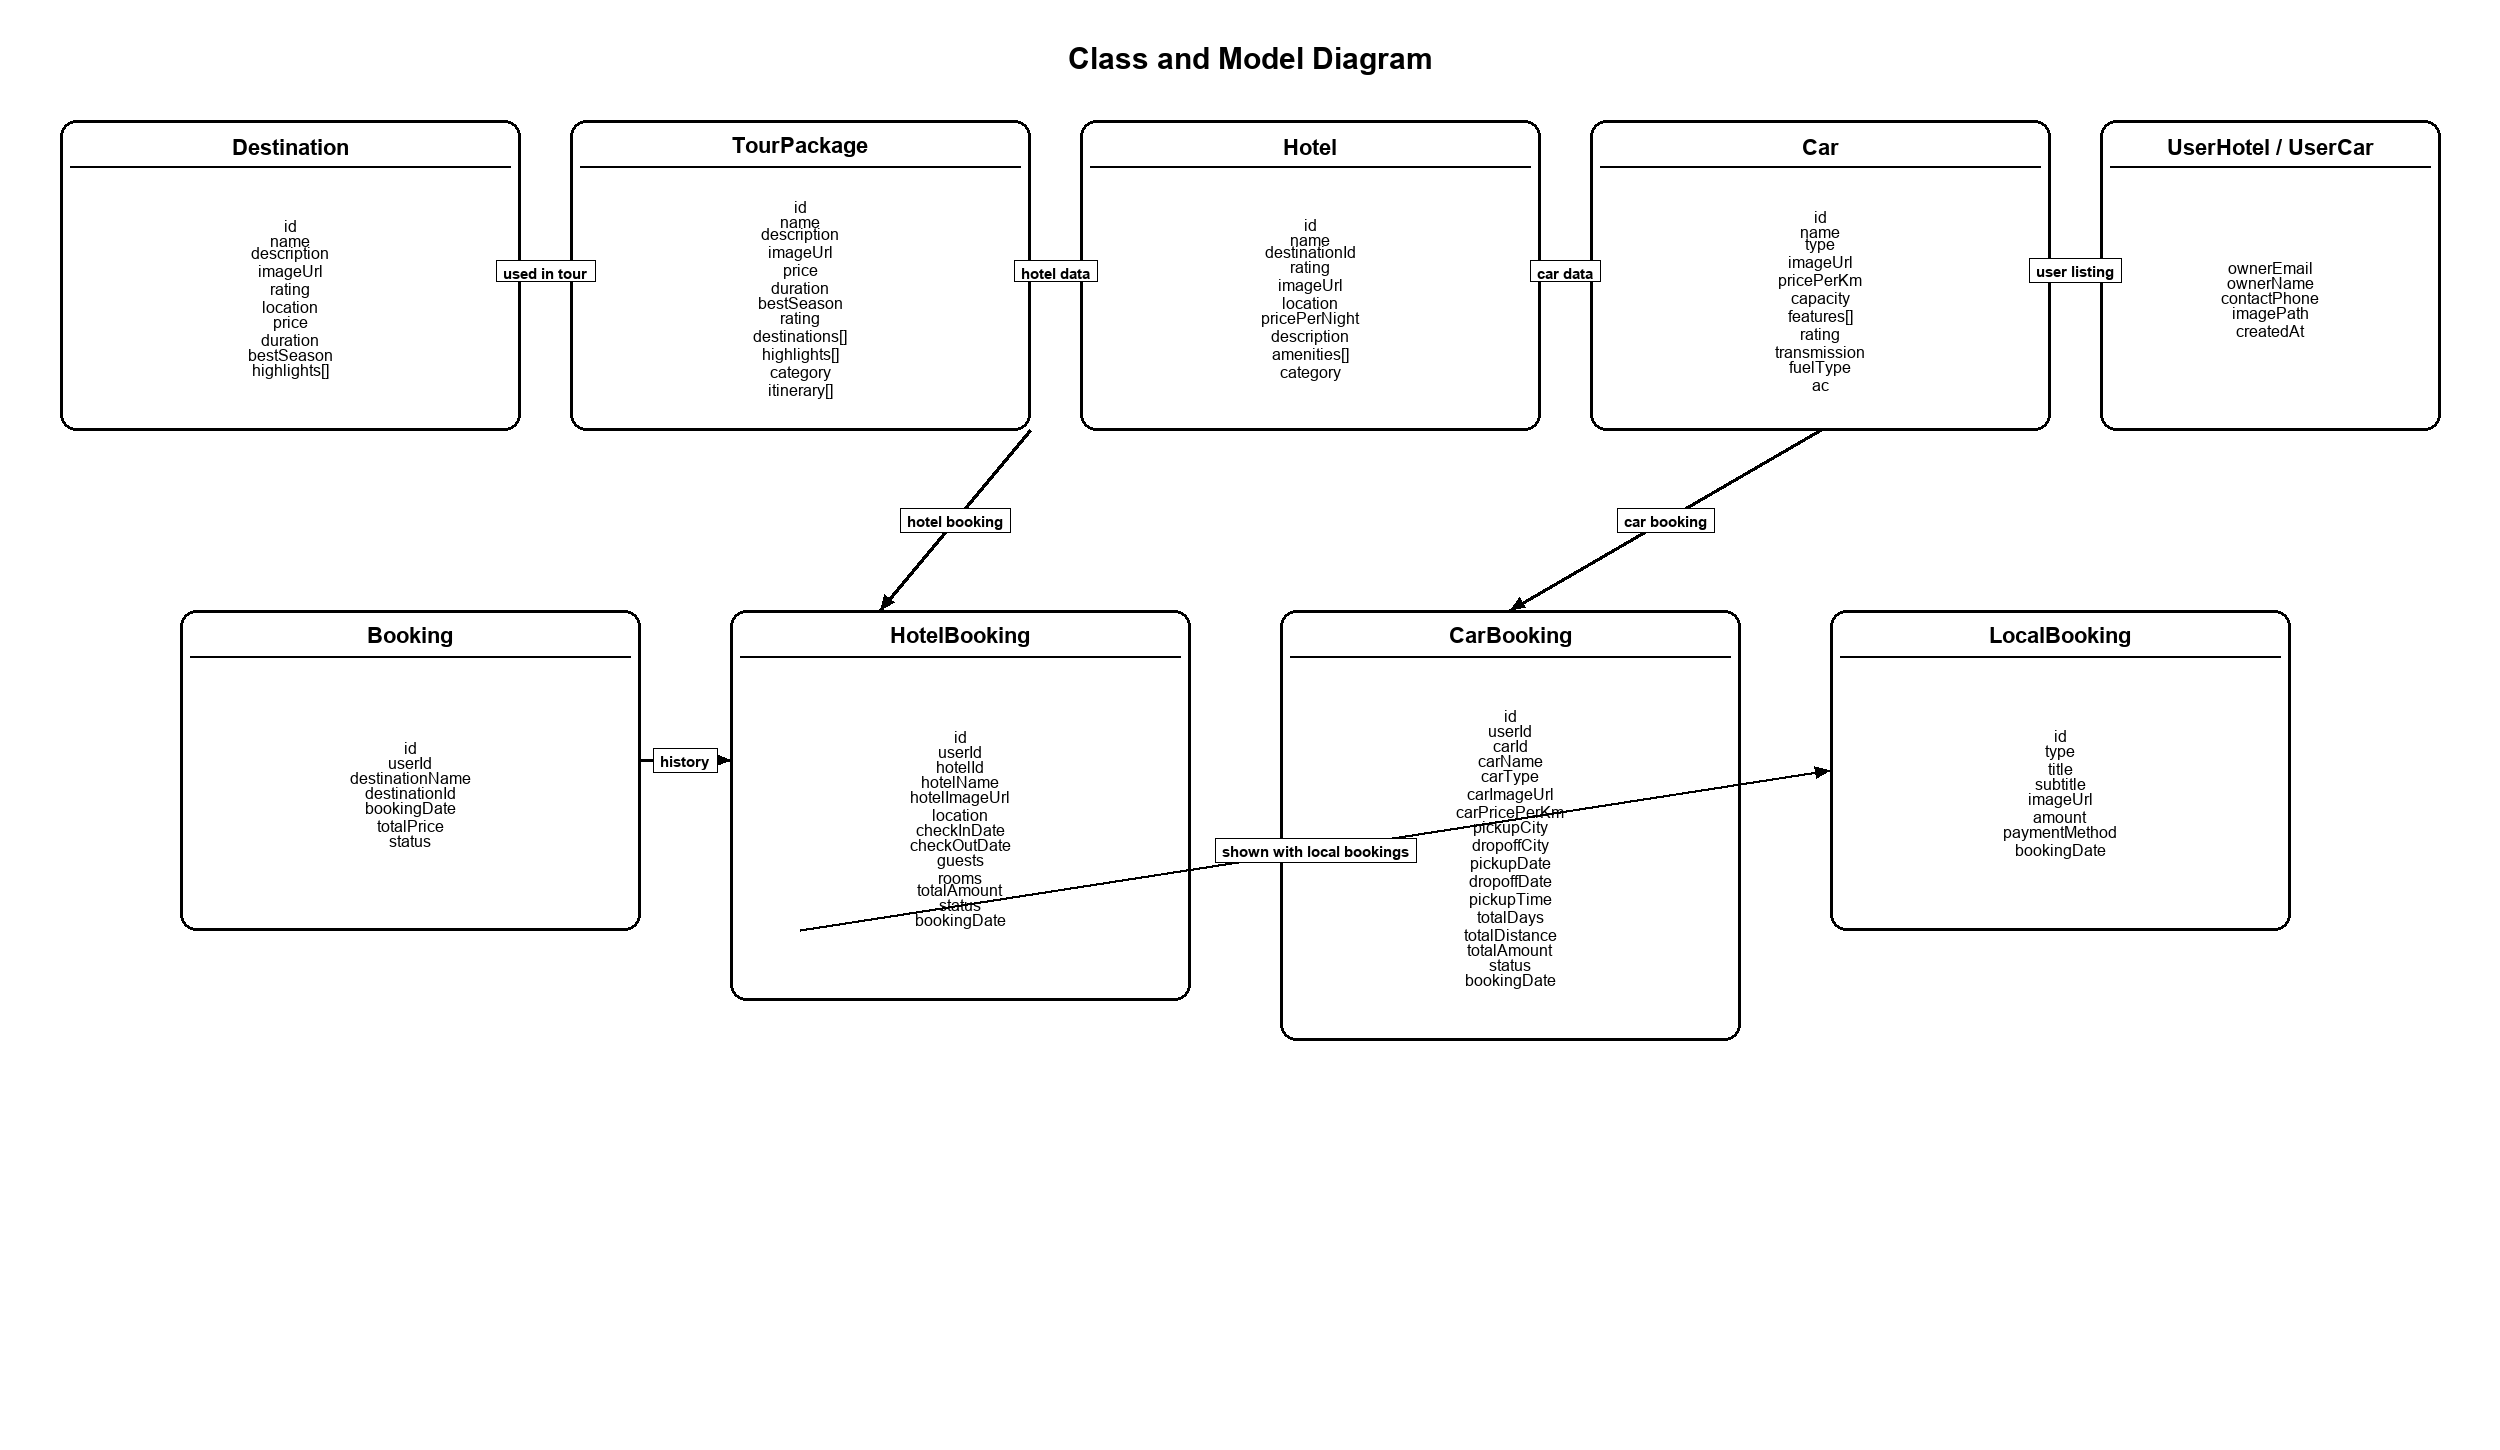 Class and Model Diagram
Destination
id
name
description
imageUrl
rating
location
price
duration
bestSeason
highlights[]
used in tour
TourPackage
id
name
description
imageUrl
price
duration
bestSeason
rating
destinations[]
highlights[]
category
itinerary[]
hotel data
Hotel
id
name
destinationId
rating
imageUrl
location
pricePerNight
description
amenities[]
category
car data
Car
id
name
type
imageUrl
pricePerKm
capacity
features[]
rating
transmission
fuelType
ac
user listing
UserHotel / UserCar
ownerEmail
ownerName
contactPhone
imagePath
createdAt
hotel booking
car booking
Booking
id
userId
destinationName
destinationId
bookingDate
totalPrice
status
history
HotelBooking
id
userId
hotelId
hotelName
hotelImageUrl
location
checkInDate
checkOutDate
guests
rooms
totalAmount
status
bookingDate
shown with local bookings
CarBooking
id
userId
carId
carName
carType
carImageUrl
carPricePerKm
pickupCity
dropoffCity
pickupDate
dropoffDate
pickupTime
totalDays
totalDistance
totalAmount
status
bookingDate
LocalBooking
id
type
title
subtitle
imageUrl
amount
paymentMethod
bookingDate